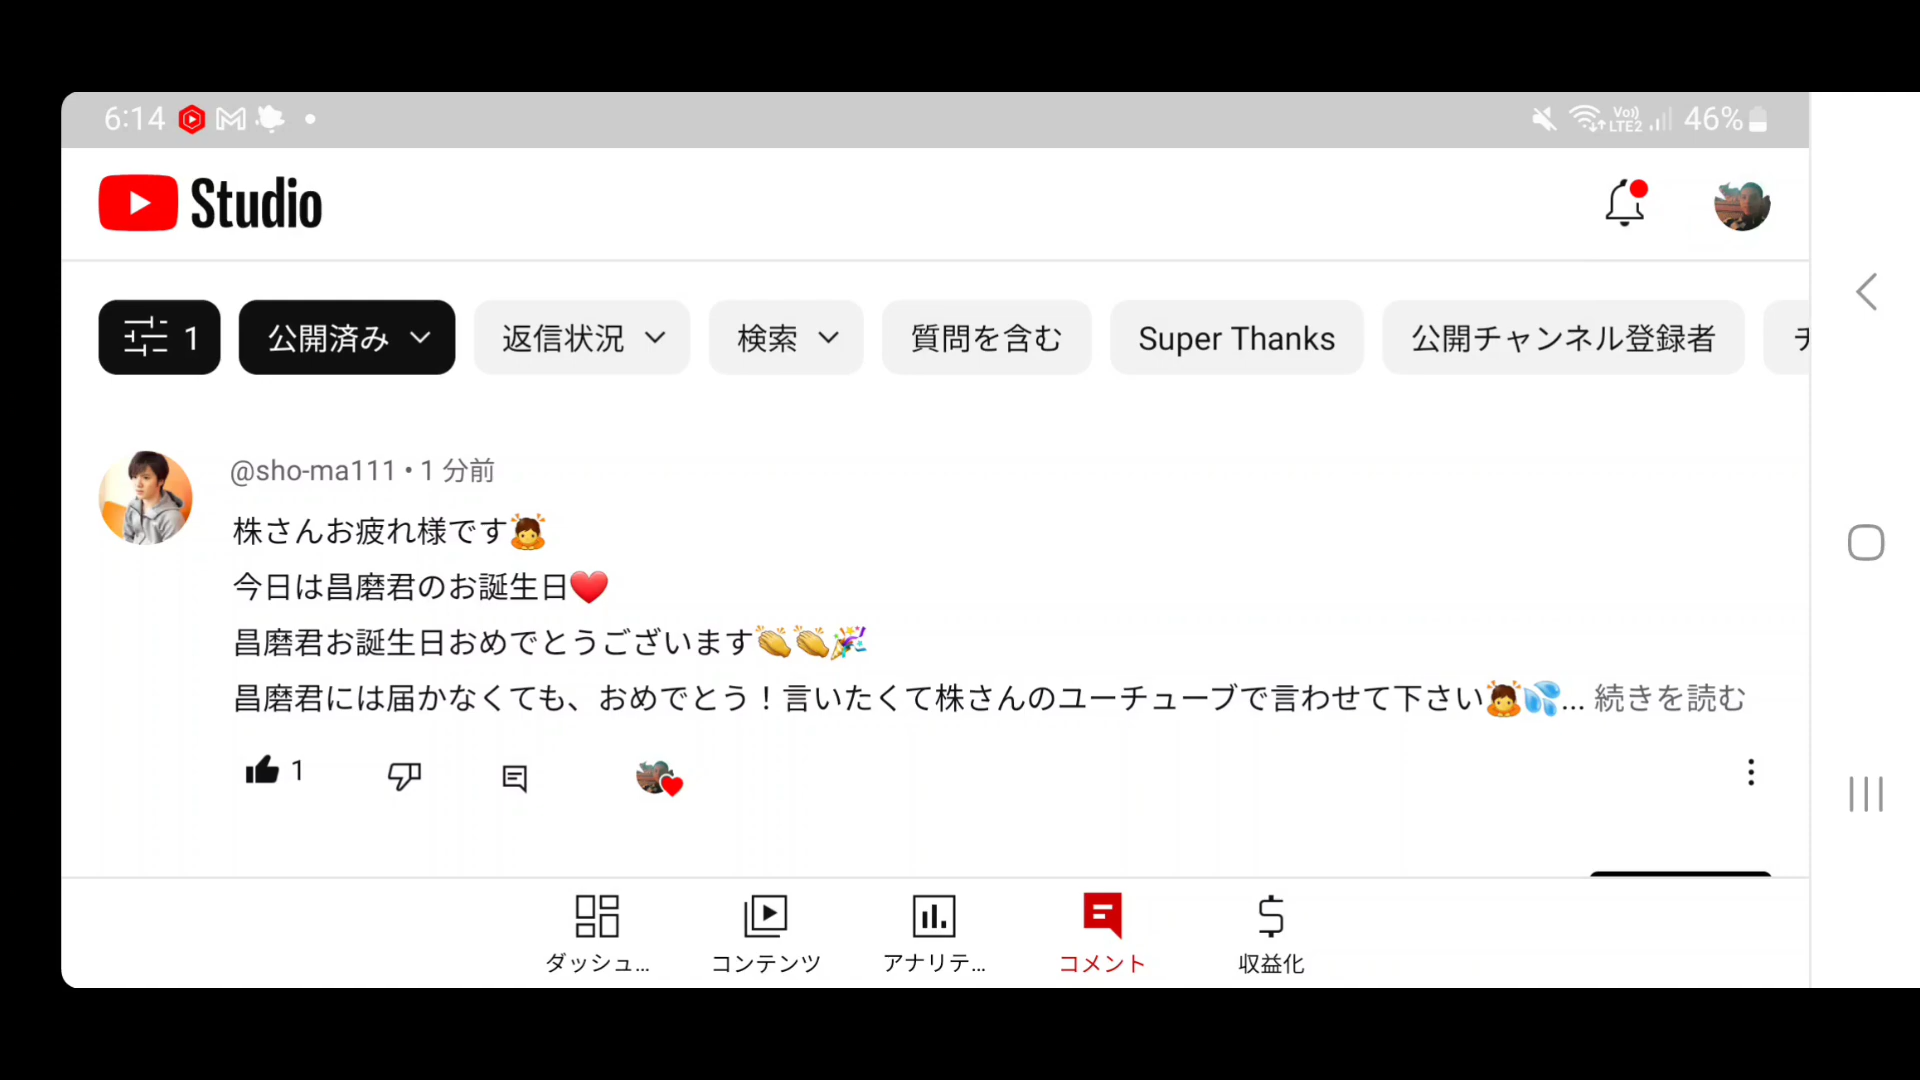 6:14
Vo)) LTE2 46%
Studio
1 公開済み 返信状況 検索 質問を含む Super Thanks 公開チャンネル登録者
@sho-ma111 • 1 分前
株さんお疲れ様です🙇
今日は昌磨君のお誕生日❤️
昌磨君お誕生日おめでとうございます👏👏🎉
昌磨君には届かなくても、おめでとう！言いたくて株さんのユーチューブで言わせて下さい🙇💦... 続きを読む
1
ダッシュ... コンテンツ アナリテ... コメント 収益化